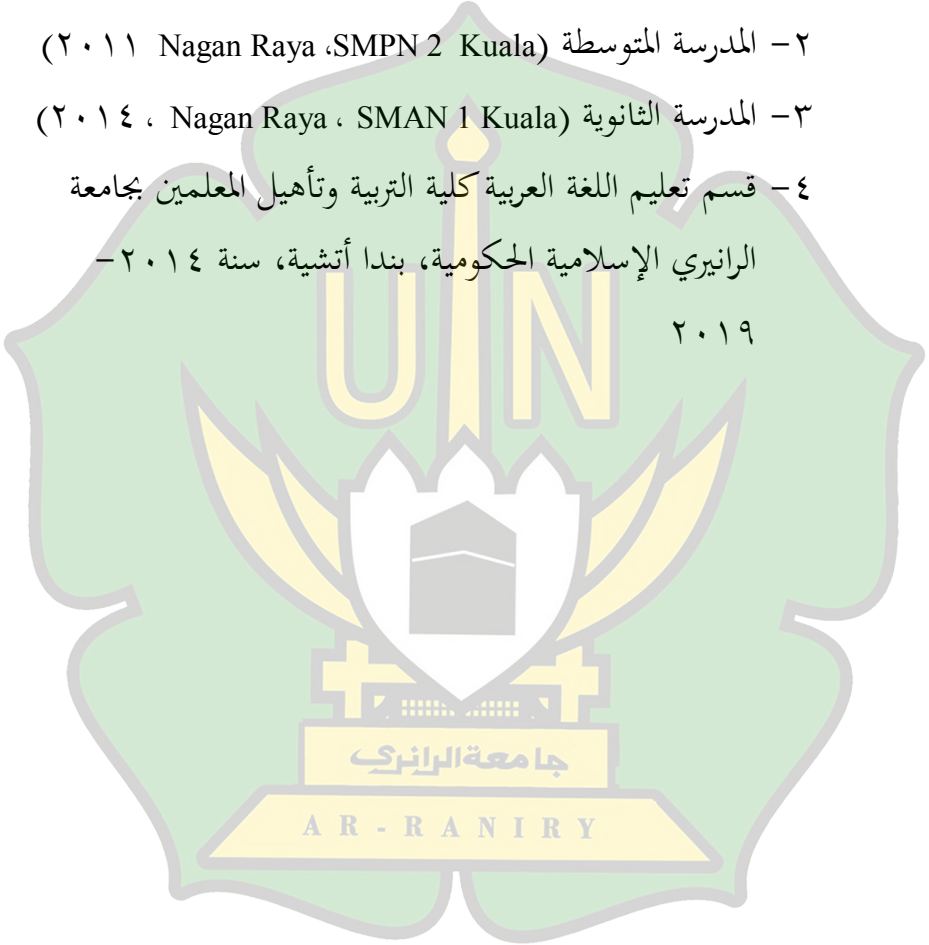 ٢- المدرسة المتوسطة (Nagan Raya ،SMPN 2 Kuala ٢٠١١)
٣- المدرسة الثانوية (Nagan Raya ، SMAN 1 Kuala ، ٢٠١٤)
٤- قسم تعليم اللغة العربية كلية التربية وتأهيل المعلمين بجامعة
الرانيري الإسلامية الحكومية، بندا أتشية، سنة ٢٠١٤-
٢٠١٩
UIN
جامعة الرانري
AR-RANIRY